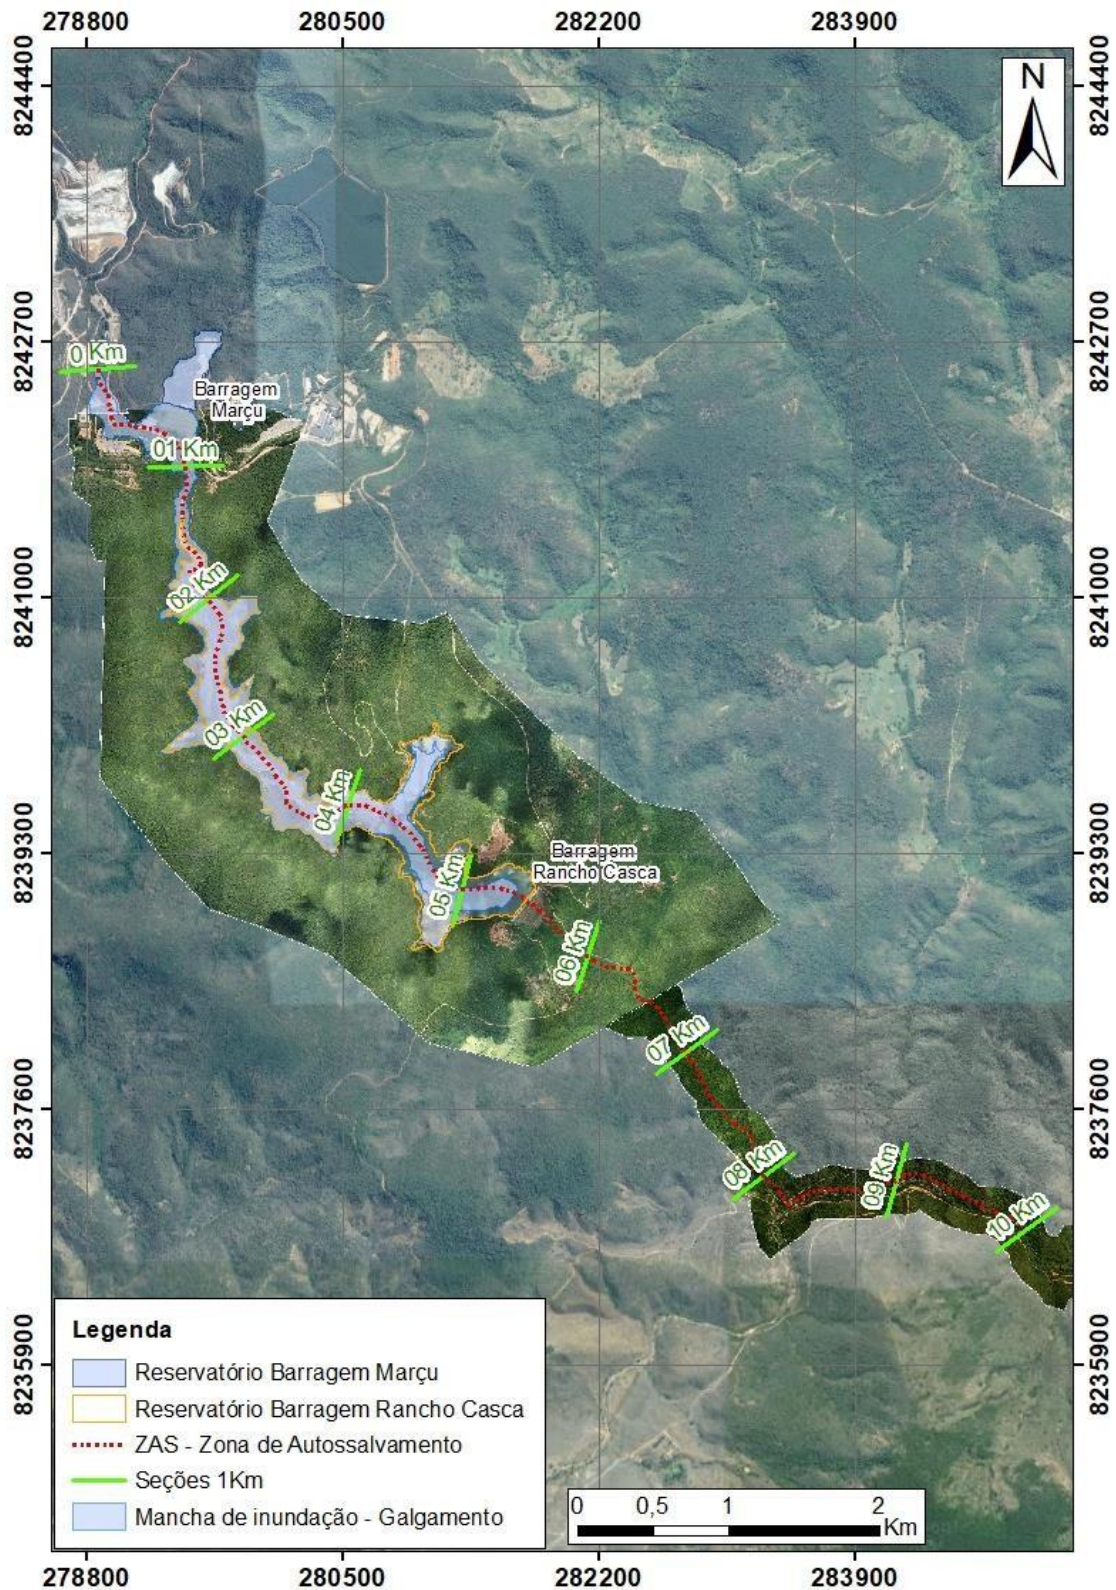 278800 280500 282200 283900
8244400 8244400
N
8242700 8242700
0 Km
Barragem
Marçu
01 Km
8241000 8241000
02 Km
03 Km
04 Km
8239300 8239300
Barragem
Rancho Casca
05 Km
06 Km
07 Km
8237600 8237600
08 Km
09 Km
10 Km
8235900 8235900
Legenda
Reservatório Barragem Marçu
Reservatório Barragem Rancho Casca
ZAS - Zona de Autossalvamento
Seções 1Km
Mancha de inundação - Galgamento
0 0,5 1 2
Km
278800 280500 282200 283900